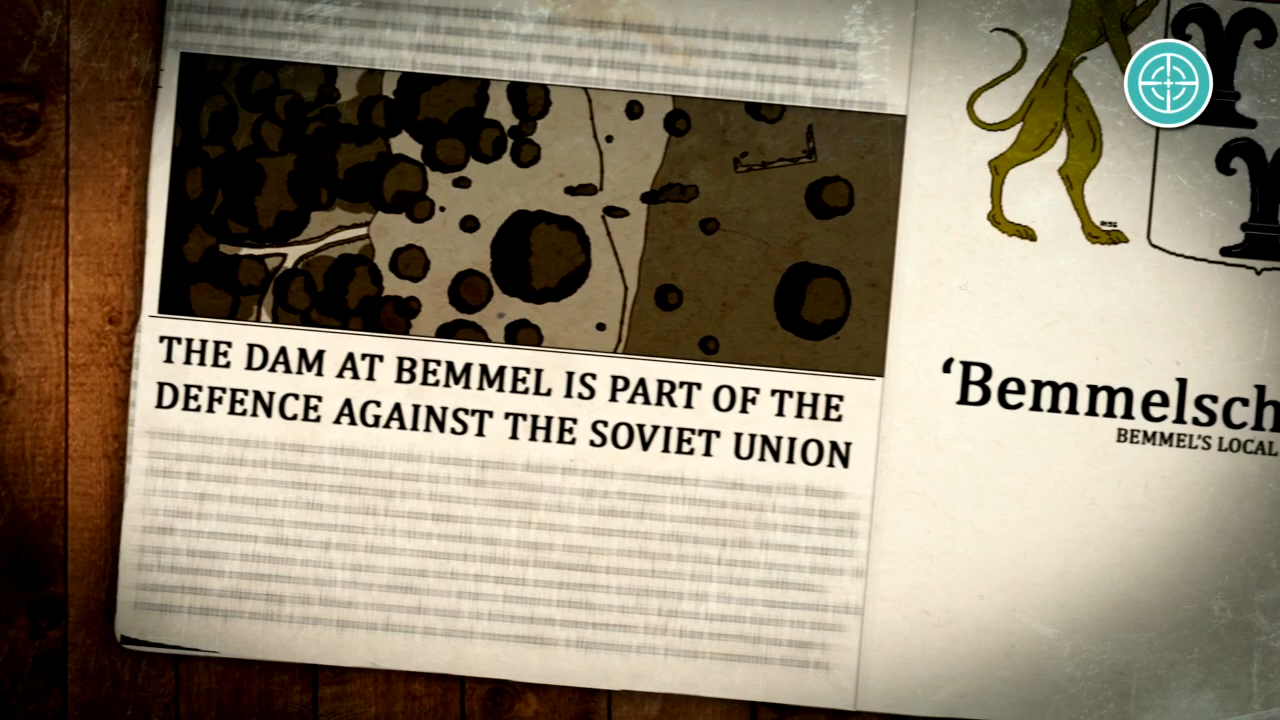 THE DAM AT BEMMEL IS PART OF THE
DEFENCE AGAINST THE SOVIET UNION
‘Bemmelsch
BEMMEL'S LOCAL